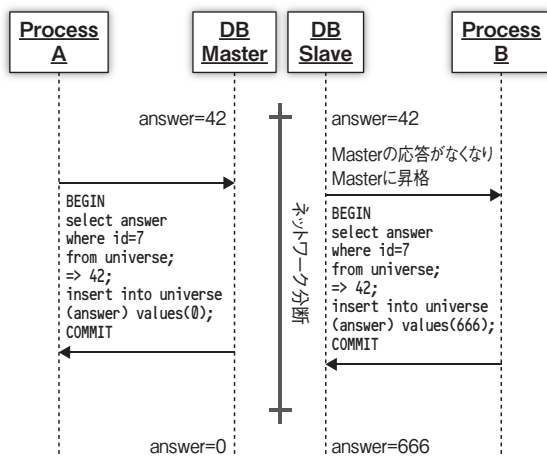 Process
A
DB
Master
DB
Slave
Process
B
answer=42
answer=42
Masterの応答がなくなり
Masterに昇格
BEGIN
select answer
where id=7
from universe;
=> 42;
insert into universe
(answer) values(0);
COMMIT
ネットワーク分断
BEGIN
select answer
where id=7
from universe;
=> 42;
insert into universe
(answer) values(666);
COMMIT
answer=0
answer=666